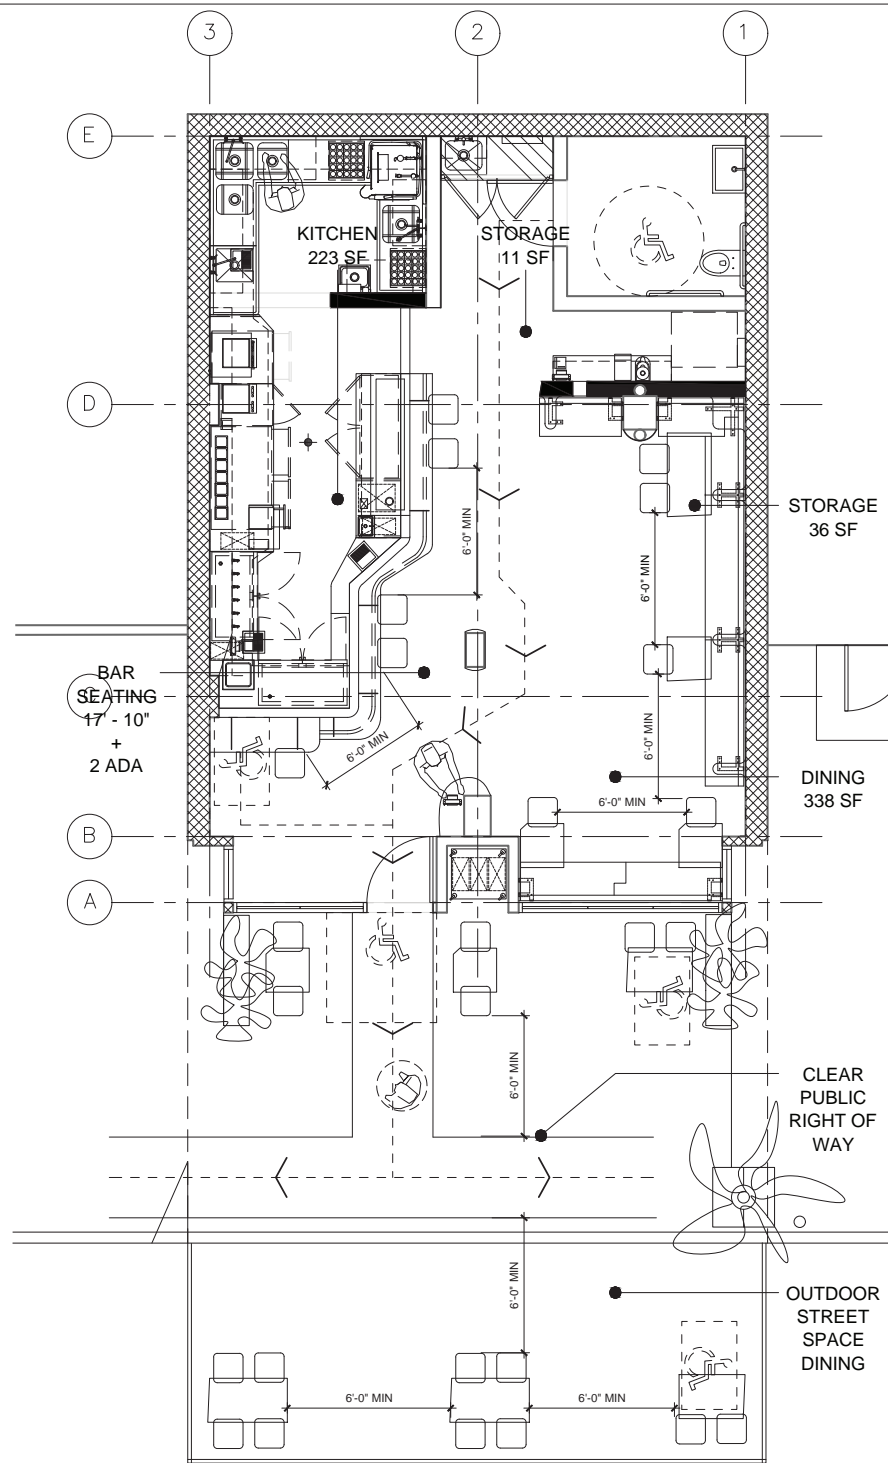 3
2
1
E
KITCHEN
223 SF
STORAGE
11 SF
D
STORAGE
36 SF
6'-0" MIN
6'-0" MIN
BAR
SEATING
17' - 10"
+
2 ADA
C
6'-0" MIN
6'-0" MIN
DINING
338 SF
6'-0" MIN
B
A
6'-0" MIN
CLEAR
PUBLIC
RIGHT OF
WAY
6'-0" MIN
OUTDOOR
STREET
SPACE
DINING
6'-0" MIN
6'-0" MIN